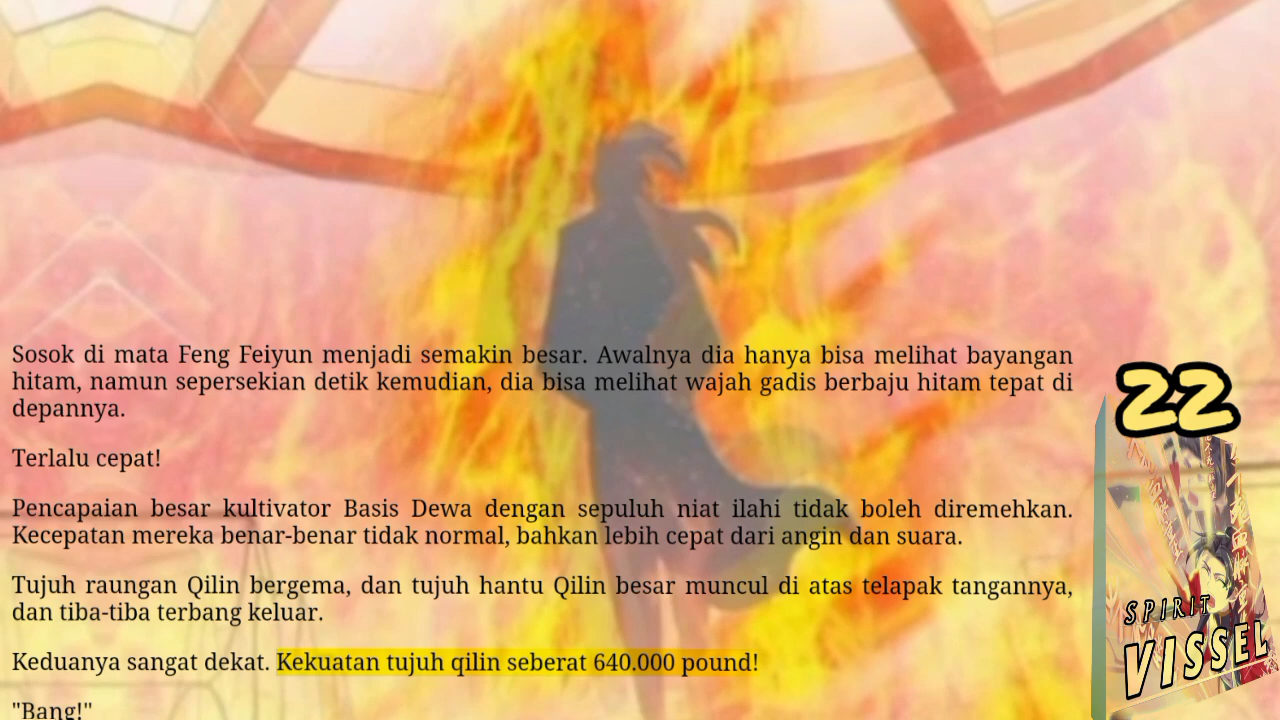 Sosok di mata Feng Feiyun menjadi semakin besar. Awalnya dia hanya bisa melihat bayangan
hitam, namun sepersekian detik kemudian, dia bisa melihat wajah gadis berbaju hitam tepat di
depannya.
Terlalu cepat!
Pencapaian besar kultivator Basis Dewa dengan sepuluh niat ilahi tidak boleh diremehkan.
Kecepatan mereka benar-benar tidak normal, bahkan lebih cepat dari angin dan suara.
Tujuh raungan Qilin bergema, dan tujuh hantu Qilin besar muncul di atas telapak tangannya,
dan tiba-tiba terbang keluar.
Keduanya sangat dekat. Kekuatan tujuh qilin seberat 640.000 pound!
"Bang!"
22
SPIRIT
VISSEL